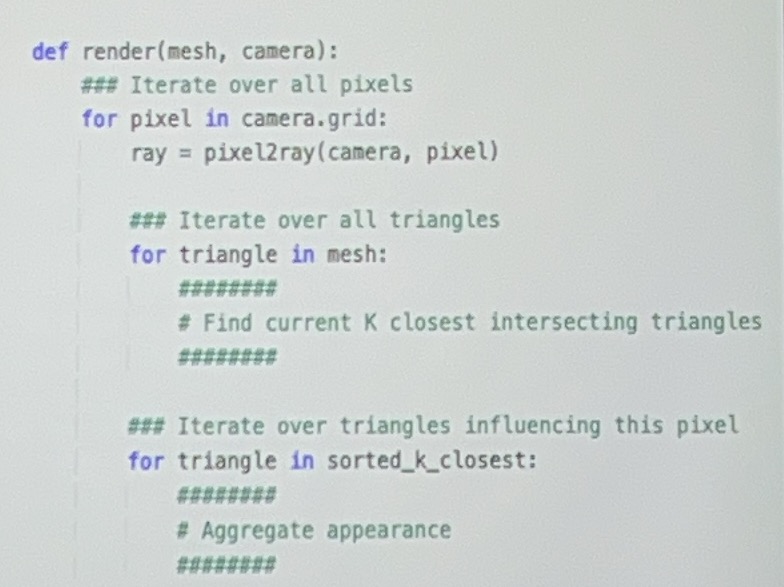 def render(mesh, camera):
### Iterate over all pixels
for pixel in camera.grid:
ray = pixel2ray(camera, pixel)
### Iterate over all triangles
for triangle in mesh:
########
# Find current K closest intersecting triangles
########
### Iterate over triangles influencing this pixel
for triangle in sorted_k_closest:
########
# Aggregate appearance
########